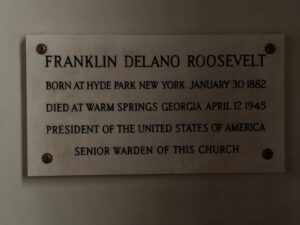 FRANKLIN DELANO ROOSEVELT
BORN AT HYDE PARK NEW YORK JANUARY 30 1882
DIED AT WARM SPRINGS GEORGIA APRIL 12 1945
PRESIDENT OF THE UNITED STATES OF AMERICA
SENIOR WARDEN OF THIS CHURCH